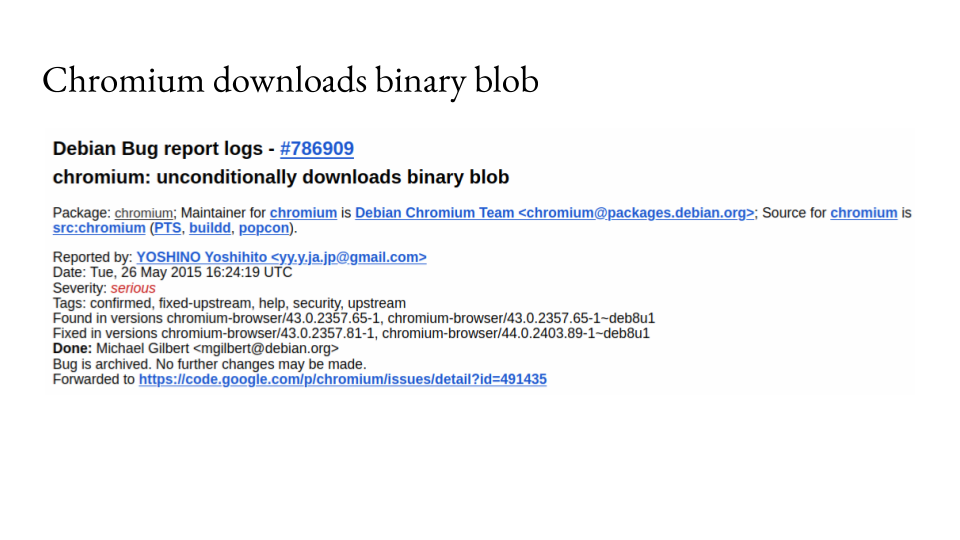 Chromium downloads binary blob
Debian Bug report logs - #786909
chromium: unconditionally downloads binary blob
Package: chromium; Maintainer for chromium is Debian Chromium Team <chromium@packages.debian.org>; Source for chromium is
src:chromium (PTS, buildd, popcon).
Reported by: YOSHINO Yoshihito <yy.y.ja.jp@gmail.com>
Date: Tue, 26 May 2015 16:24:19 UTC
Severity: serious
Tags: confirmed, fixed-upstream, help, security, upstream
Found in versions chromium-browser/43.0.2357.65-1, chromium-browser/43.0.2357.65-1~deb8u1
Fixed in versions chromium-browser/43.0.2357.81-1, chromium-browser/44.0.2403.89-1~deb8u1
Done: Michael Gilbert <mgilbert@debian.org>
Bug is archived. No further changes may be made.
Forwarded to https://code.google.com/p/chromium/issues/detail?id=491435